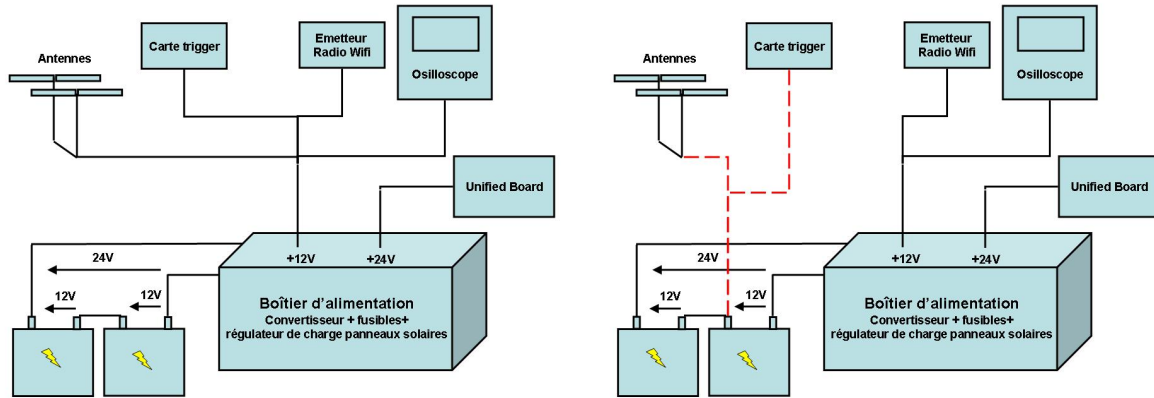 Antennes
Carte trigger
Emetteur
Radio Wifi
Osilloscope
Unified Board
24V
12V
12V
+12V
+24V
Boîtier d'alimentation
Convertisseur + fusibles+
régulateur de charge panneaux solaires
Antennes
Carte trigger
Emetteur
Radio Wifi
Osilloscope
Unified Board
24V
12V
12V
+12V
+24V
Boîtier d'alimentation
Convertisseur + fusibles+
régulateur de charge panneaux solaires